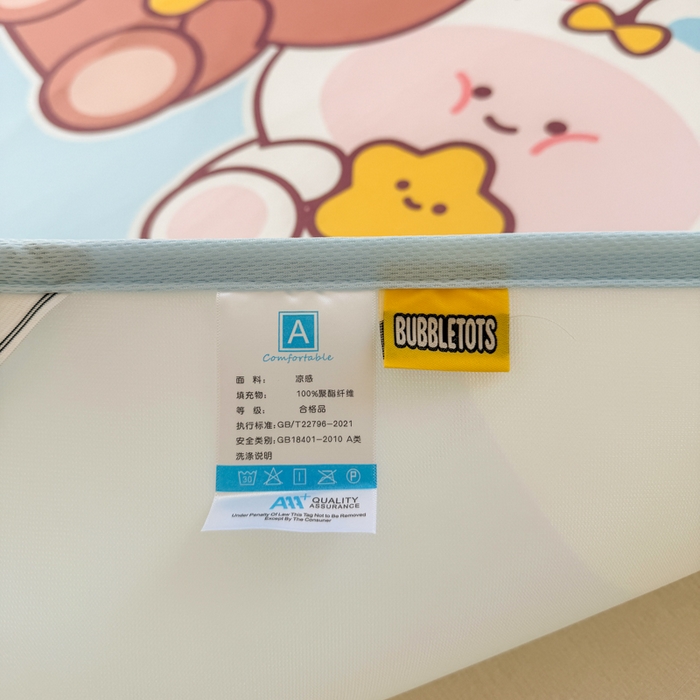 A
Comfortable
面 料： 凉感
填充物： 100%聚酯纤维
等 级： 合格品
执行标准：GB/T22796-2021
安全类别：GB18401-2010 A类
洗涤说明
30
P
AAA+ QUALITY
ASSURANCE
Under Penalty Of Law This Tag Not to Be Removed
Except By The Consuner
BUBBLETOTS